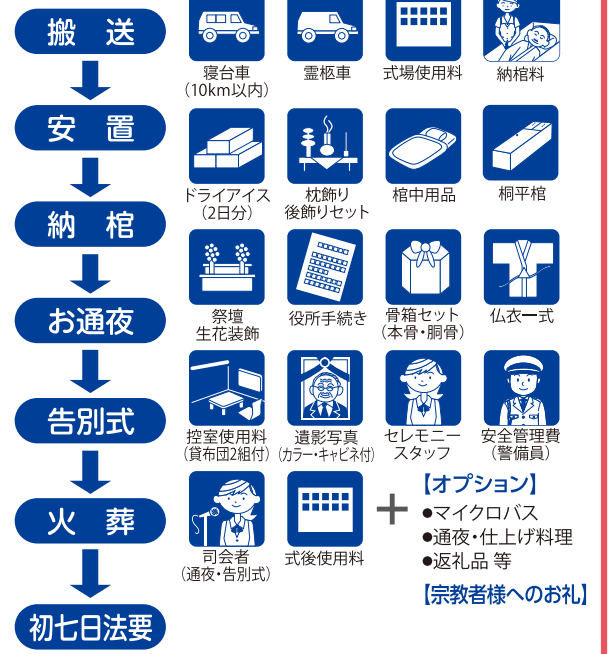 搬 送
安 置
納 棺
お通夜
告別式
火 葬
初七日法要
寝台車
(10km以内)
霊柩車
式場使用料
納棺料
ドライアイス
(2日分)
枕飾り
後飾りセット
棺中用品
桐平棺
祭壇
生花装飾
役所手続き
骨箱セット
(本骨・胴骨)
仏衣一式
控室使用料
(貸布団2組付)
遺影写真
(カラー・キャビネ付)
セレモニー
スタッフ
安全管理費
(警備員)
司会者
(通夜・告別式)
式後使用料
+
【オプション】
●マイクロバス
●通夜・仕上げ料理
●返礼品 等
【宗教者様へのお礼】